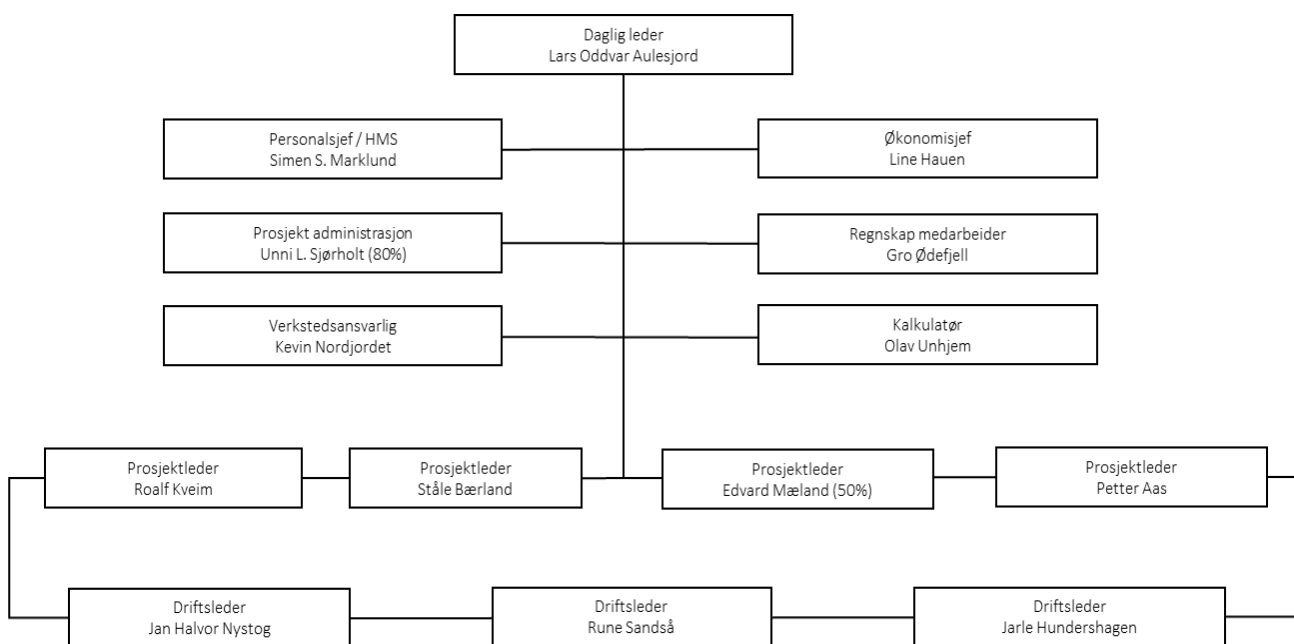 Daglig leder
Lars Oddvar Aulesjord
Personalsjef / HMS
Simen S. Marklund
Økonomisjef
Line Hauen
Prosjekt administrasjon
Unni L. Sjørholt (80%)
Regnskap medarbeider
Gro Ødefjell
Verkstedsansvarlig
Kevin Nordjordet
Kalkulatør
Olav Unhjem
Prosjektleder
Roalf Kveim
Prosjektleder
Ståle Bærland
Prosjektleder
Edvard Mæland (50%)
Prosjektleder
Petter Aas
Driftsleder
Jan Halvor Nystog
Driftsleder
Rune Sandså
Driftsleder
Jarle Hundershagen